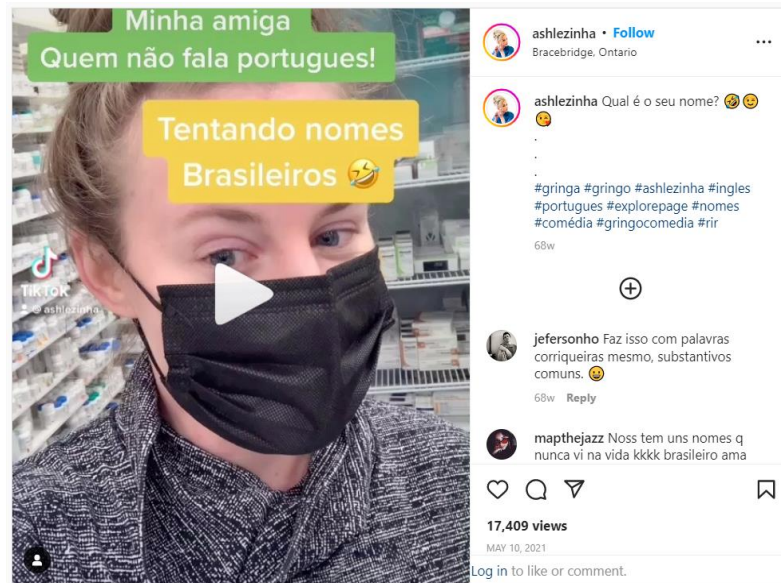 Minha amiga
Quem não fala portugues!
Tentando nomes
Brasileiros 🤣
TikTok
@ashlezinha
ashlezinha • Follow
Bracebridge, Ontario
ashlezinha Qual é o seu nome? 🤣😉
😘
.
.
.
#gringa #gringo #ashlezinha #ingles
#portugues #explorepage #nomes
#comédia #gringocomedia #rir
68w
jefersonho Faz isso com palavras
corriqueiras mesmo, substantivos
comuns. 😀
68w Reply
mapthejazz Noss tem uns nomes q
nunca vi na vida kkkk brasileiro ama
17,409 views
MAY 10, 2021
Log in to like or comment.